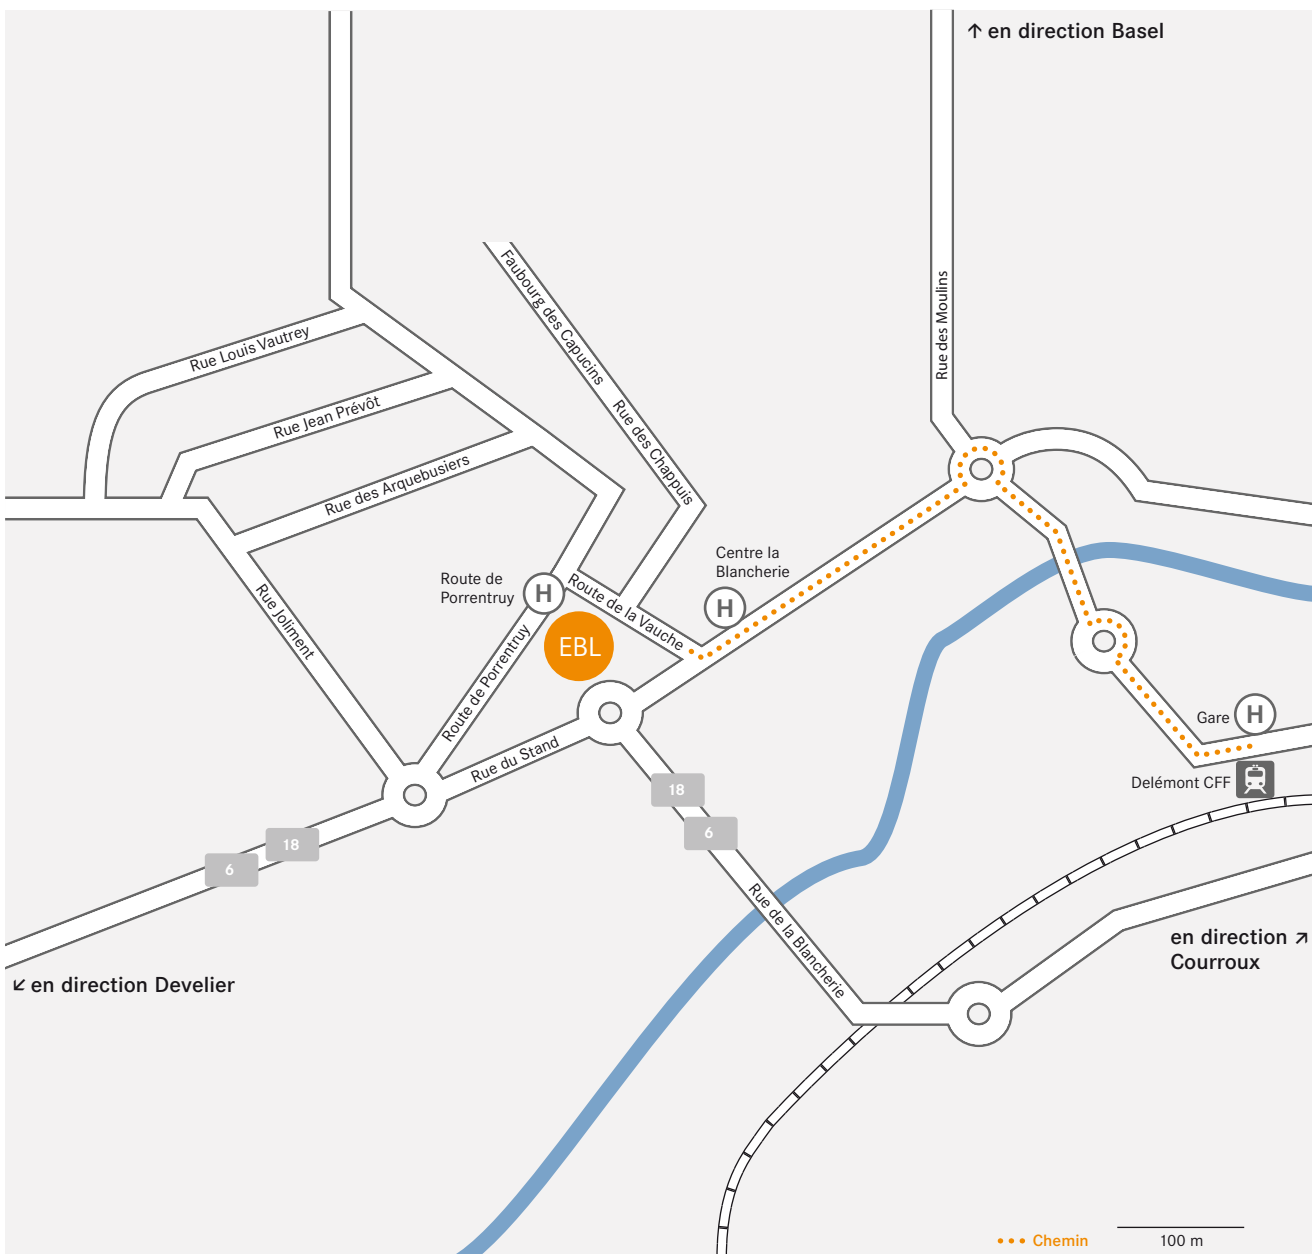 ↑ en direction Basel
Rue des Moulins
Faubourg des Capucins
Rue des Chappuis
Rue Louis Vautrey
Rue Jean Prévôt
Rue des Arquebusiers
Rue Joliment
Route de
Porrentruy
H
Route de la Vauche
Centre la
Blancherie
H
EBL
Route de Porrentruy
Rue du Stand
Gare
H
Delémont CFF
18
6
18
6
Rue de la Blancherie
en direction ↗
Courroux
↙ en direction Develier
Chemin
100 m